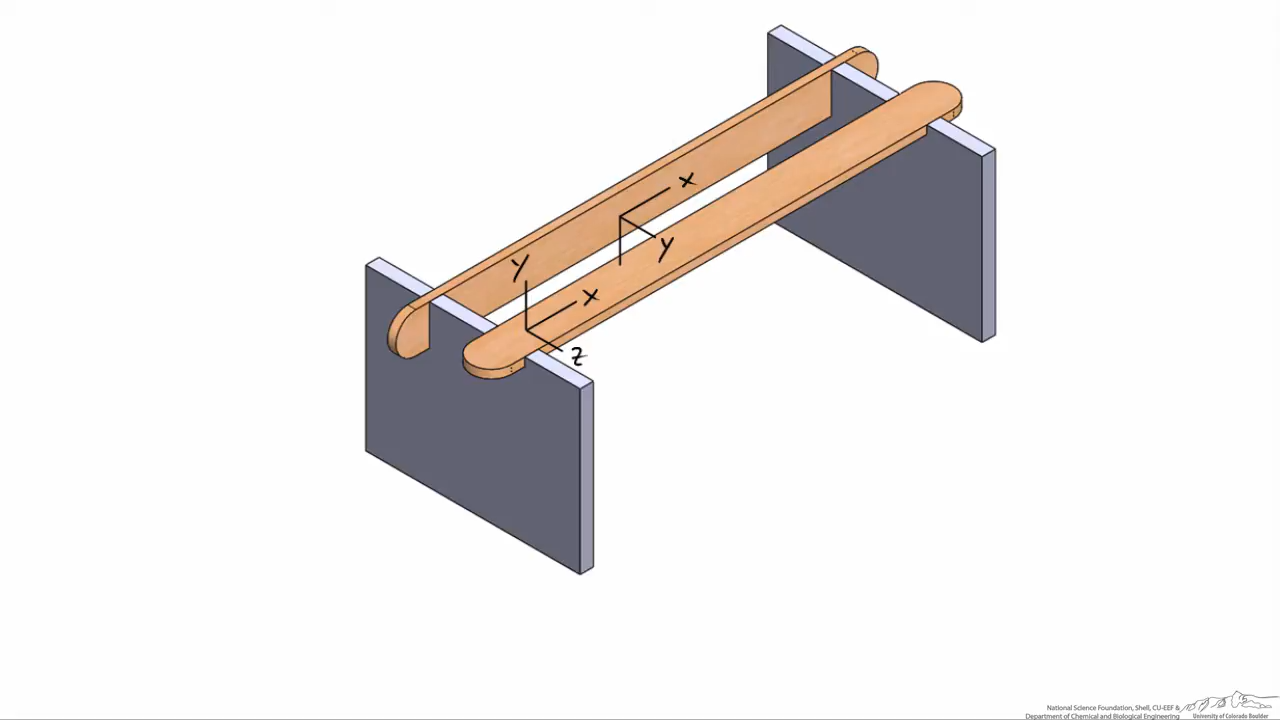 x
y
y
x
z
National Science Foundation, Shell, CU-EEF &
Department of Chemical and Biological Engineering
University of Colorado Boulder